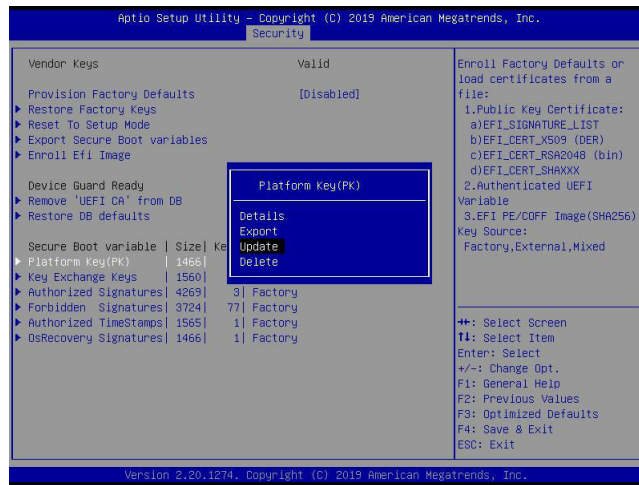 Aptio Setup Utility – Copyright (C) 2019 American Megatrends, Inc.
Security
Vendor Keys Valid
Provision Factory Defaults [Disabled]
Restore Factory Keys
Reset To Setup Mode
Export Secure Boot variables
Enroll Efi Image
Device Guard Ready
Remove 'UEFI CA' from DB
Restore DB defaults
Secure Boot variable | Size| Ke
Platform Key(PK) | 1466|
Key Exchange Keys | 1560|
Authorized Signatures| 4269| 3| Factory
Forbidden Signatures| 3724| 77| Factory
Authorized TimeStamps| 1565| 1| Factory
OsRecovery Signatures| 1466| 1| Factory
Platform Key(PK)
Details
Export
Update
Delete
Enroll Factory Defaults or
load certificates from a
file:
1.Public Key Certificate:
a)EFI_SIGNATURE_LIST
b)EFI_CERT_X509 (DER)
c)EFI_CERT_RSA2048 (bin)
d)EFI_CERT_SHAXXX
2.Authenticated UEFI
Variable
3.EFI PE/COFF Image(SHA256)
Key Source:
Factory,External,Mixed
→←: Select Screen
↑↓: Select Item
Enter: Select
+/-: Change Opt.
F1: General Help
F2: Previous Values
F3: Optimized Defaults
F4: Save & Exit
ESC: Exit
Version 2.20.1274. Copyright (C) 2019 American Megatrends, Inc.